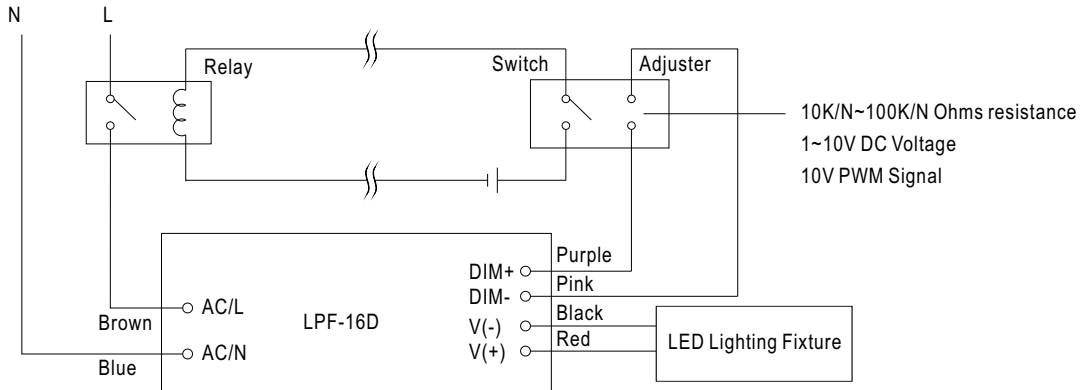 N
L
Relay
Switch
Adjuster
10K/N~100K/N Ohms resistance
1~10V DC Voltage
10V PWM Signal
Purple
DIM+
Pink
DIM-
Black
V(-)
Red
V(+)
Brown
AC/L
LPF-16D
LED Lighting Fixture
Blue
AC/N